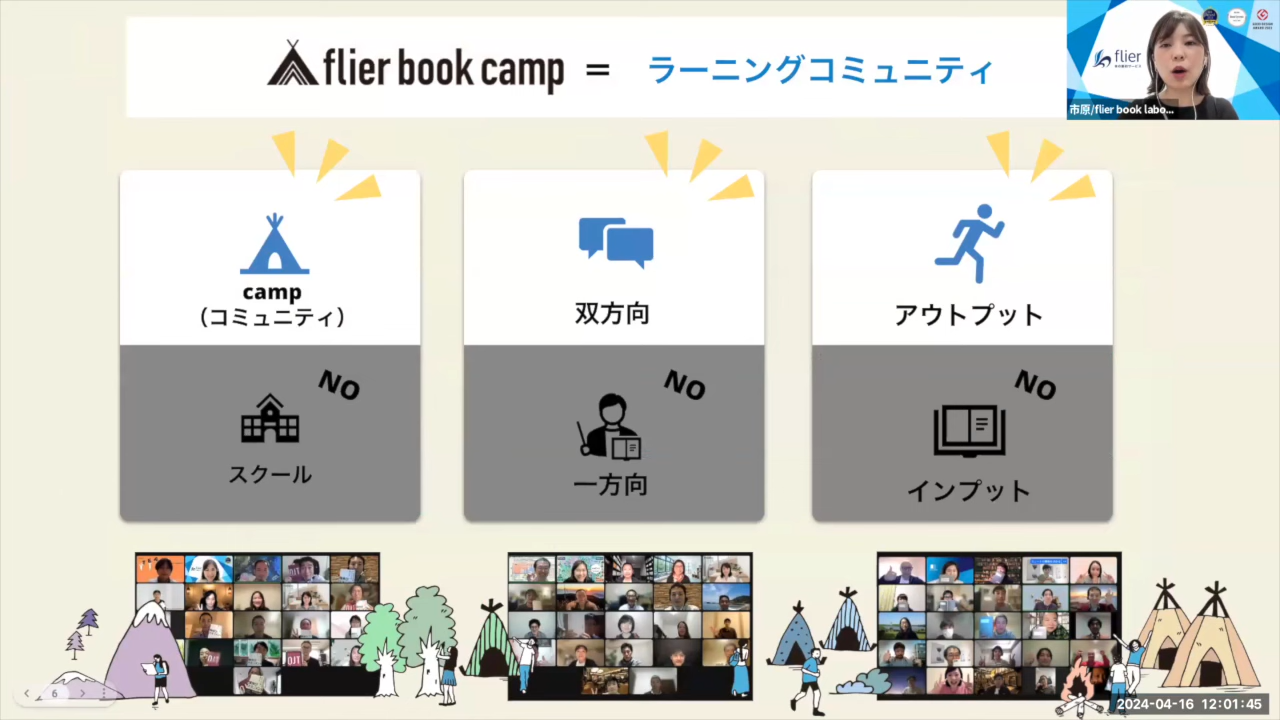 flier book camp = ラーニングコミュニティ
flier
市原/flier book labo...
camp
（コミュニティ）
双方向
アウトプット
NO
NO
NO
スクール
一方向
インプット
6
2024-04-16 12:01:45